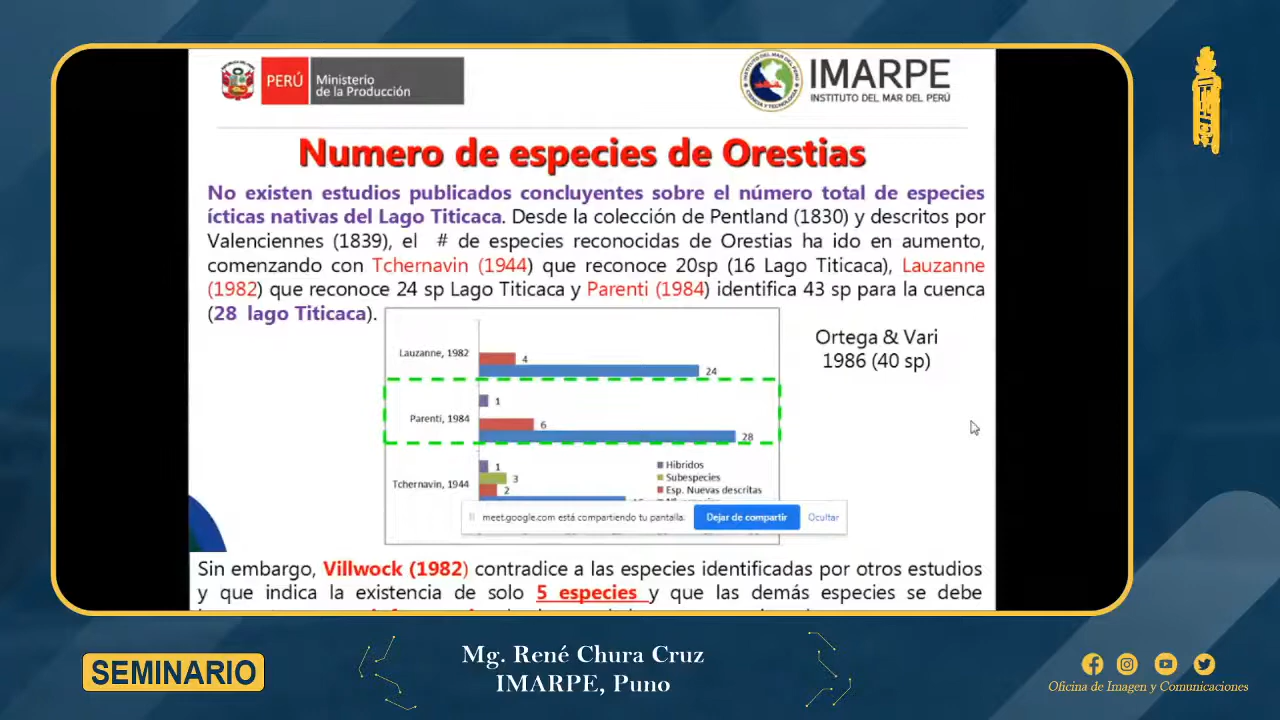 PERÚ
Ministerio
de la Producción
INSTITUTO DEL MAR DEL PERÚ
CIENCIA Y TECNOLOGÍA
IMARPE
INSTITUTO DEL MAR DEL PERÚ
Numero de especies de Orestias
No existen estudios publicados concluyentes sobre el número total de especies
ícticas nativas del Lago Titicaca. Desde la colección de Pentland (1830) y descritos por
Valenciennes (1839), el # de especies reconocidas de Orestias ha ido en aumento,
comenzando con Tchernavin (1944) que reconoce 20sp (16 Lago Titicaca), Lauzanne
(1982) que reconoce 24 sp Lago Titicaca y Parenti (1984) identifica 43 sp para la cuenca
(28 lago Titicaca).
Ortega & Vari
1986 (40 sp)
Lauzanne, 1982
4
24
Parenti, 1984
1
6
28
Tchernavin, 1944
1
3
2
Hibridos
Subespecies
Esp. Nuevas descritas
meet.google.com está compartiendo tu pantalla.
Dejar de compartir
Ocultar
Sin embargo, Villwock (1982) contradice a las especies identificadas por otros estudios
y que indica la existencia de solo 5 especies y que las demás especies se debe
SEMINARIO
Mg. René Chura Cruz
IMARPE, Puno
Oficina de Imagen y Comunicaciones